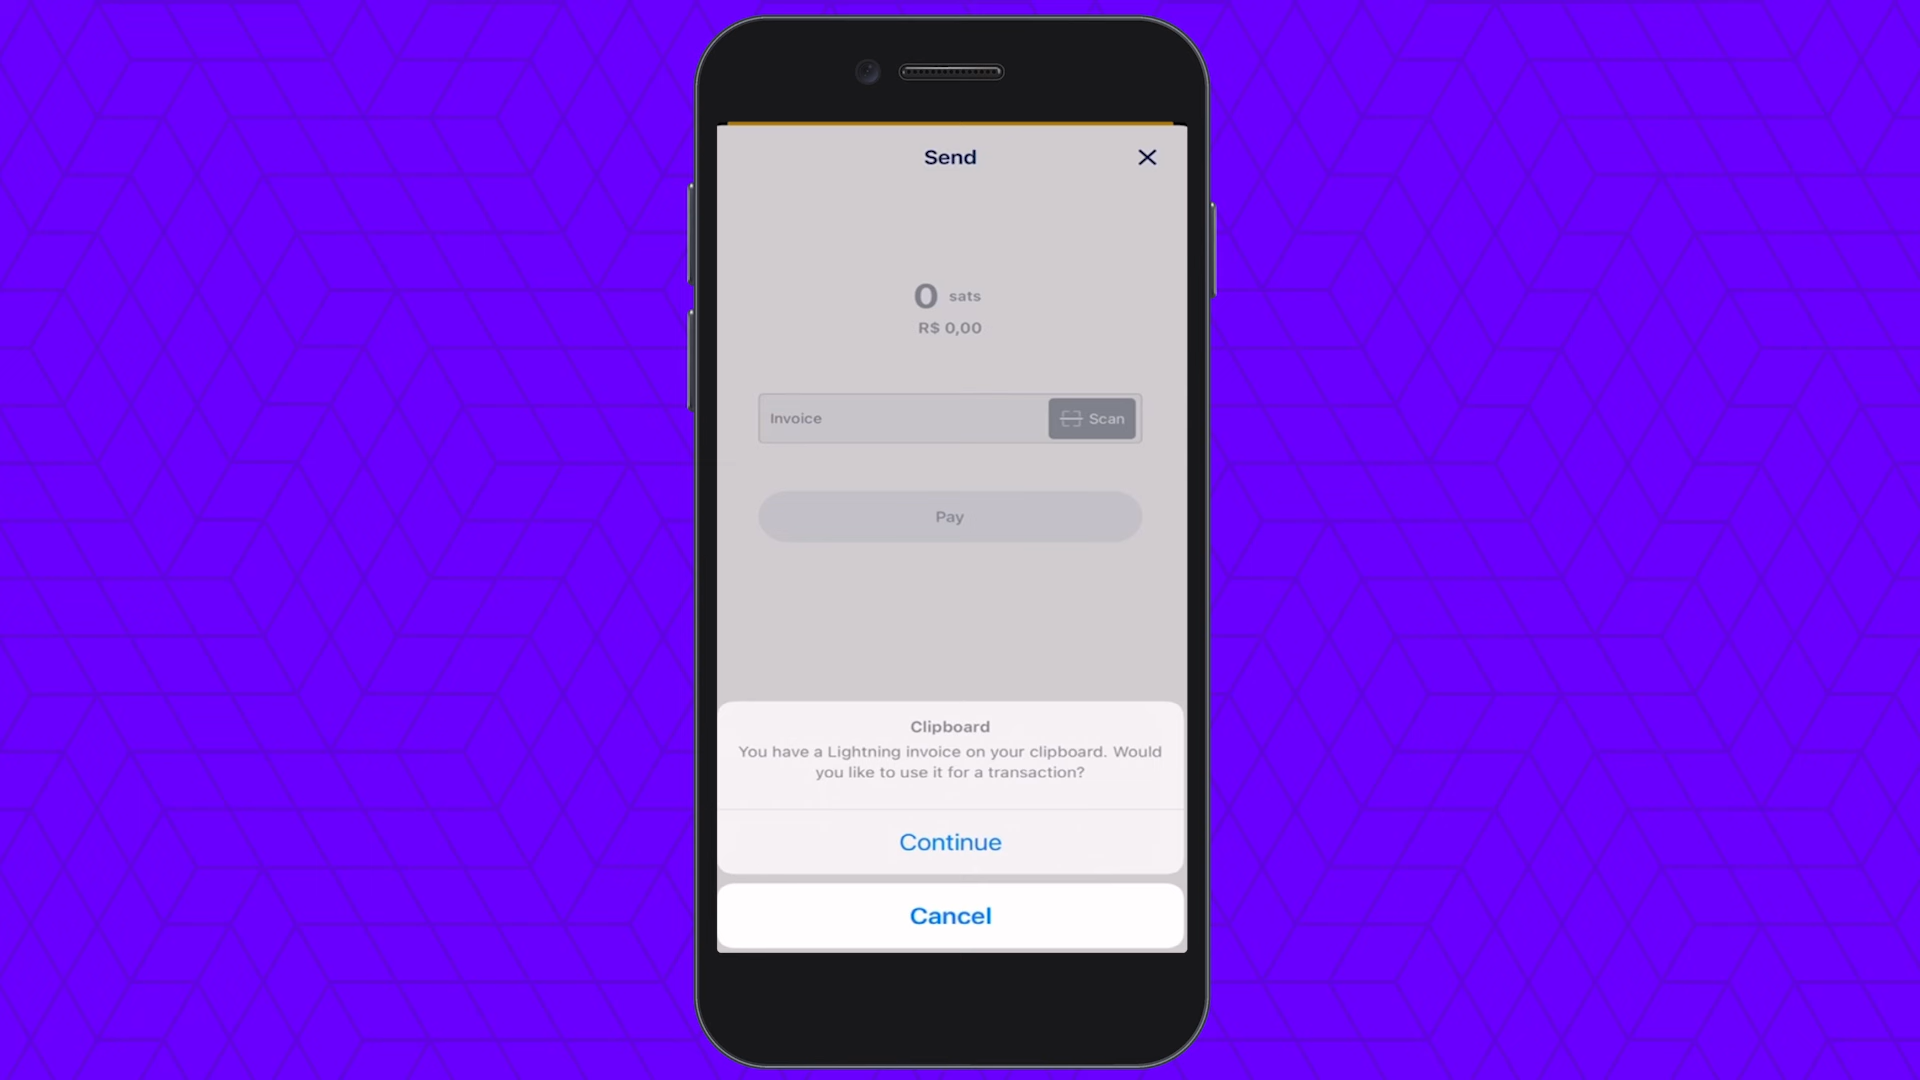 Send
0 sats
R$ 0,00
Invoice
Scan
Pay
Clipboard
You have a Lightning invoice on your clipboard. Would
you like to use it for a transaction?
Continue
Cancel